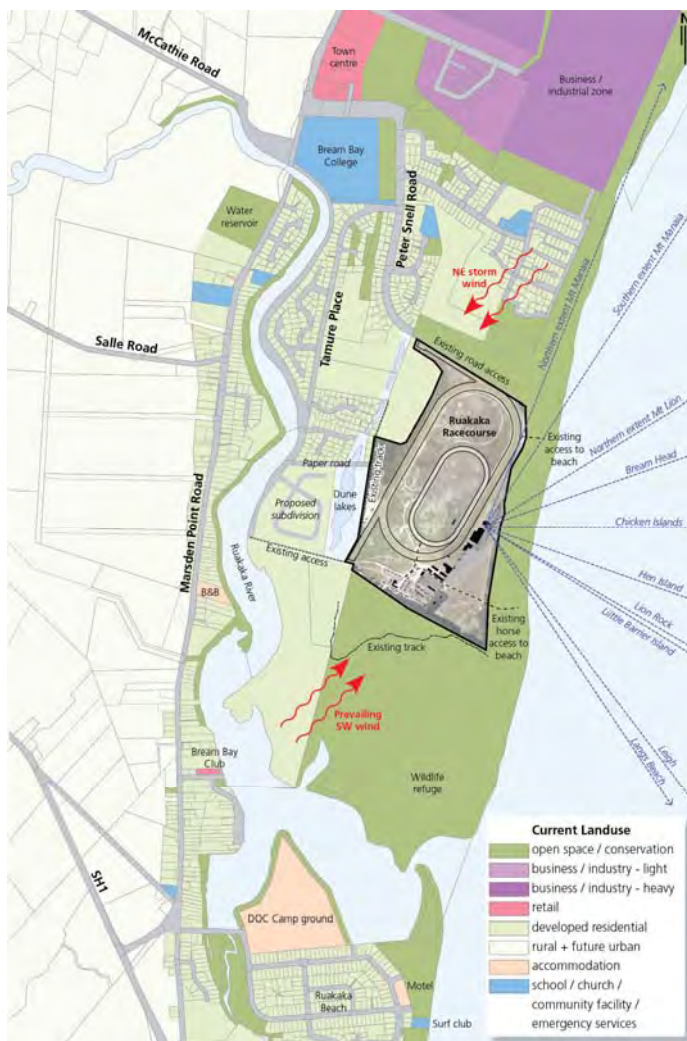 N
McCathie Road
Town
centre
Business /
industrial zone
Bream Bay
College
Peter Snell Road
Water
reservoir
Tamure Place
NE storm
wind
Northern extent Mt Manaia
Southern extent Mt Manaia
Salle Road
Existing road access
Ruakaka
Racecourse
Northern extent Mt Lion
Existing
access to
beach
Bream Head
Existing track
Paper road
Dune
lakes
Proposed
subdivision
Chicken Islands
Marsden Point Road
Ruakaka River
Existing access
Hen Island
B&B
Lion Rock
Little Barrier Island
Existing
horse
access to
beach
Existing track
Prevailing
SW wind
Leigh
Langs Beach
Bream Bay
Club
Wildlife
refuge
SH1
DOC Camp ground
Motel
Ruakaka
Beach
Surf club
Current Landuse
open space / conservation
business / industry - light
business / industry - heavy
retail
developed residential
rural + future urban
accommodation
school / church /
community facility /
emergency services